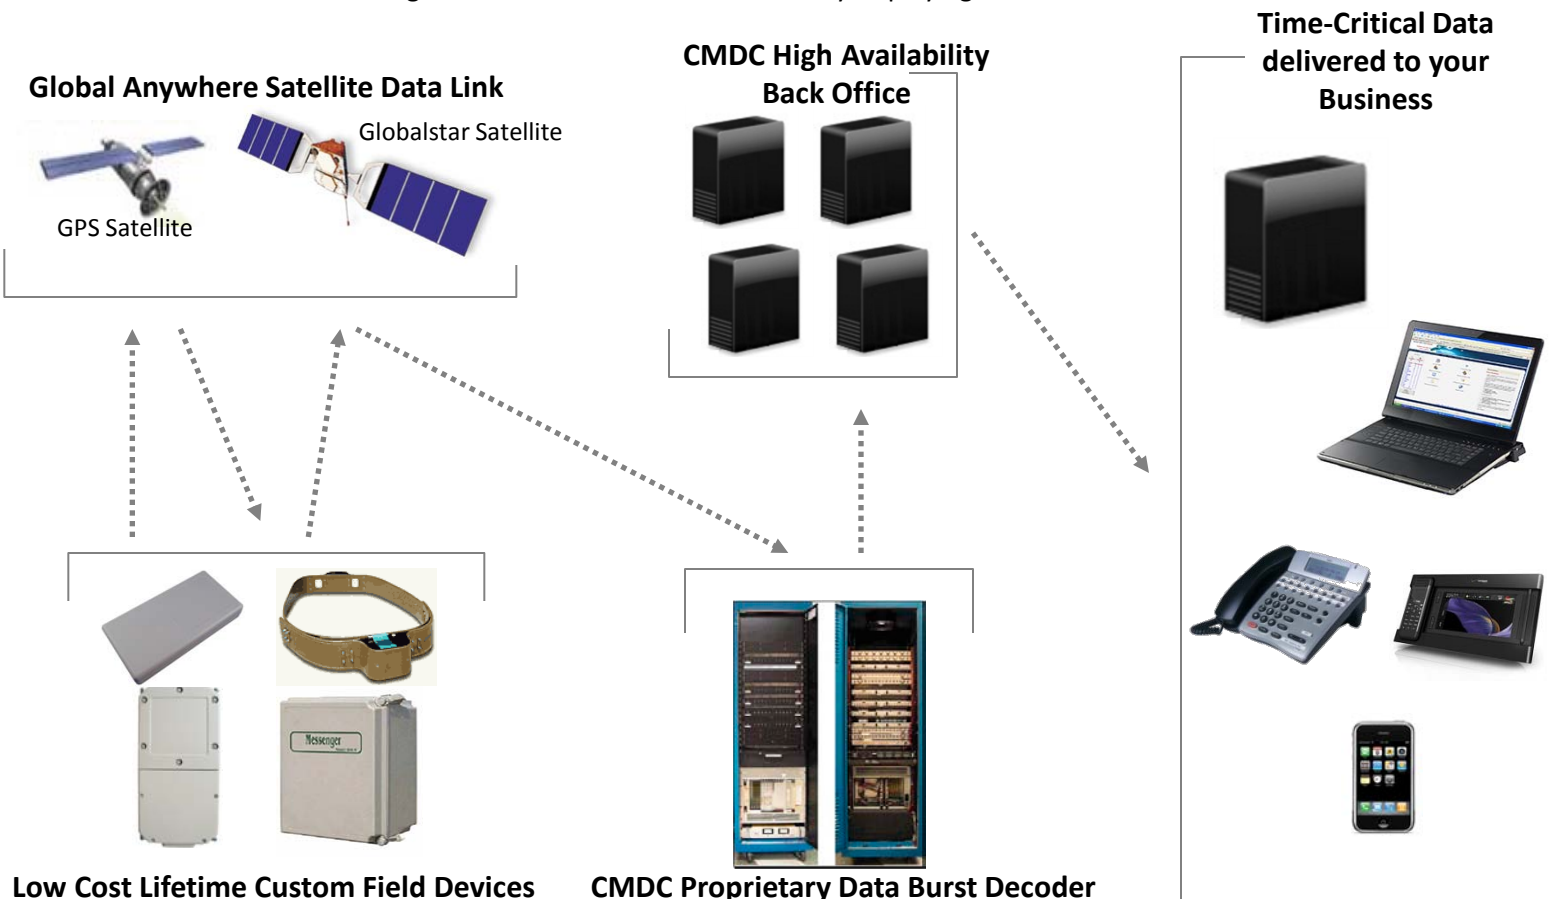 Time-Critical Data
delivered to your
Business
CMDC High Availability
Back Office
Global Anywhere Satellite Data Link
Globalstar Satellite
GPS Satellite
Messenger
Low Cost Lifetime Custom Field Devices
CMDC Proprietary Data Burst Decoder